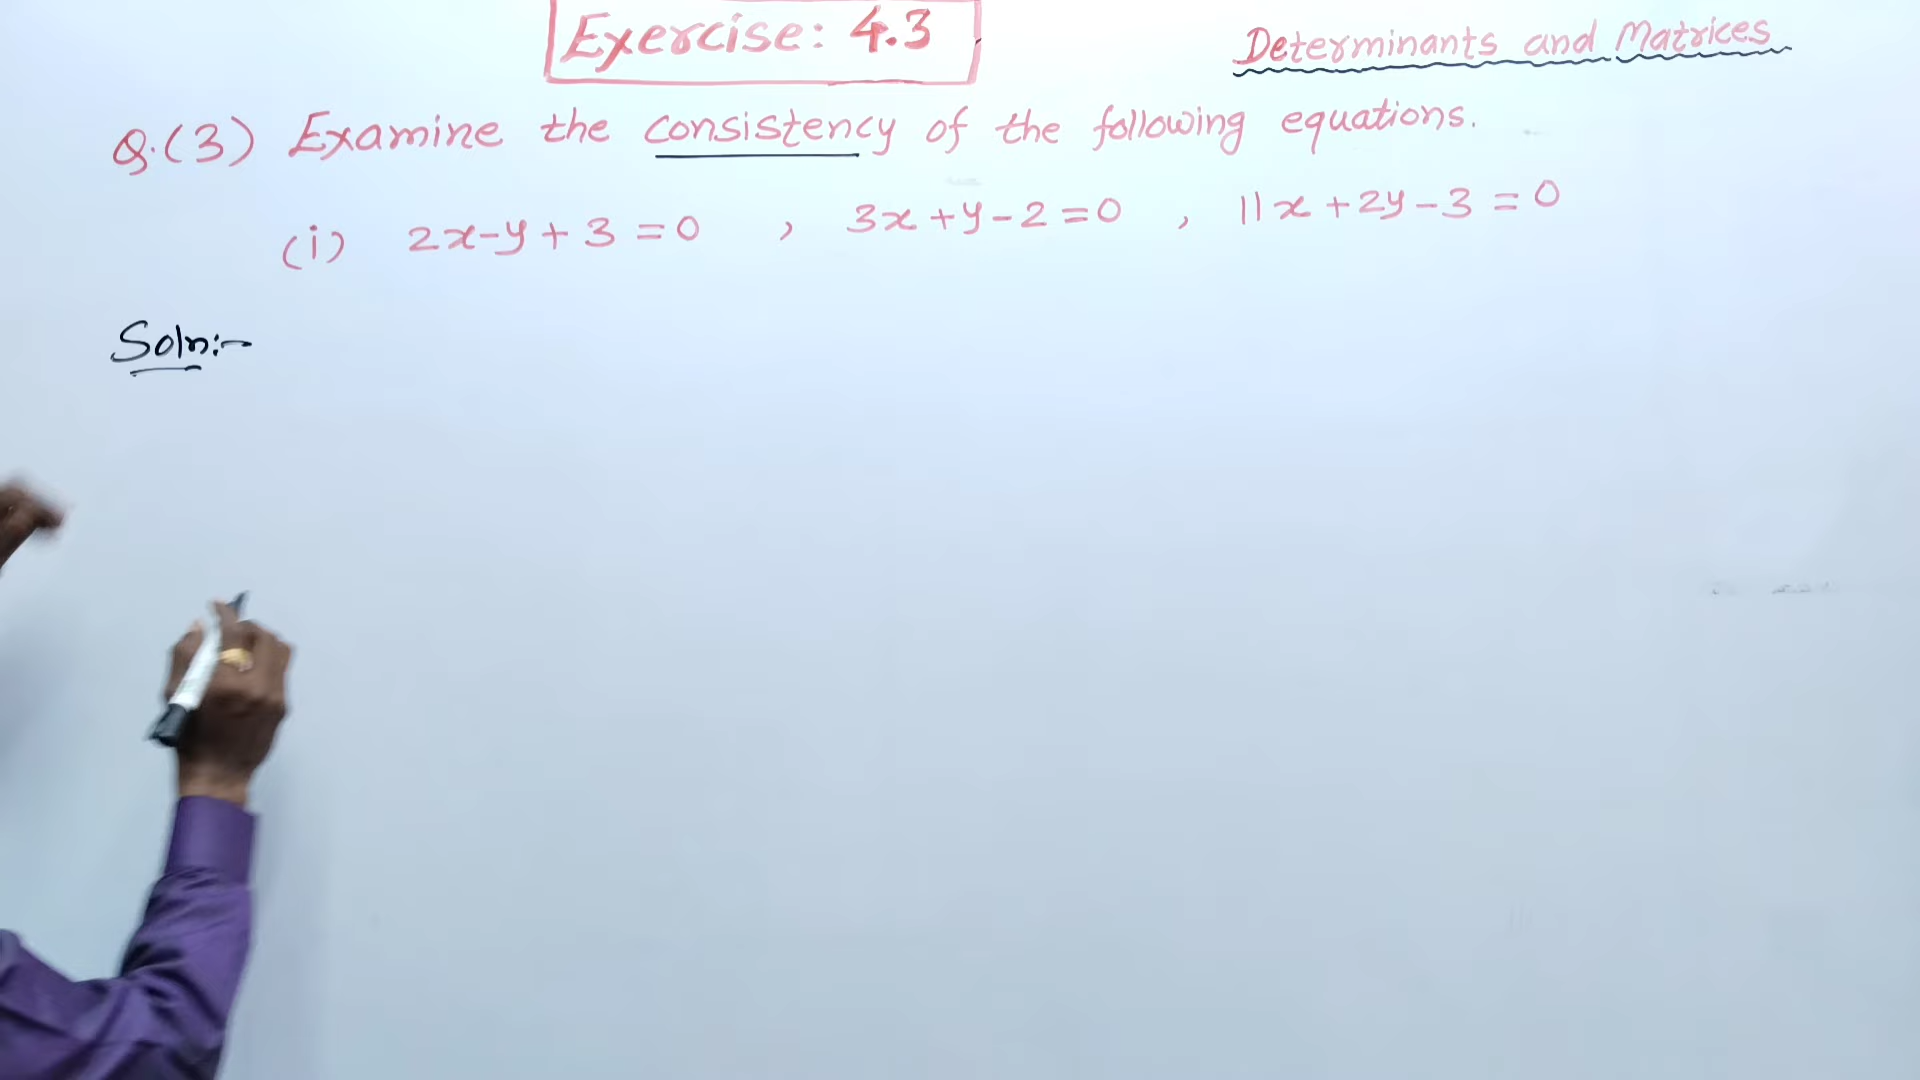 Exercise: 4.3
Determinants and Matrices
Q.(3) Examine the consistency of the following equations.
(i) 2x-y+3=0 , 3x+y-2=0 , 11x+2y-3=0
Soln:-